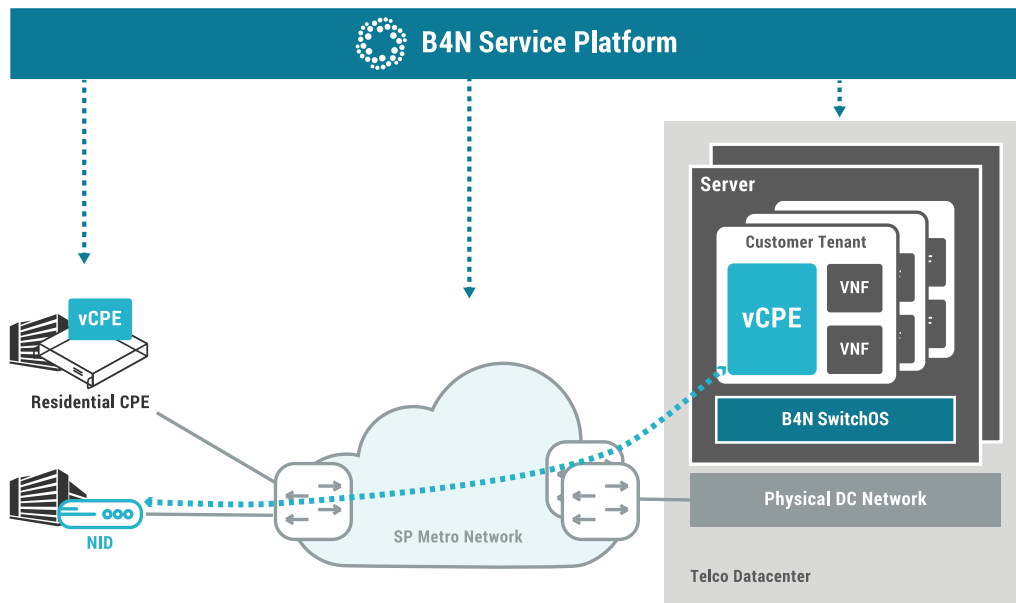 B4N Service Platform
Server
Customer Tenant
vCPE
VNF
VNF
B4N SwitchOS
vCPE
Residential CPE
NID
SP Metro Network
Physical DC Network
Telco Datacenter